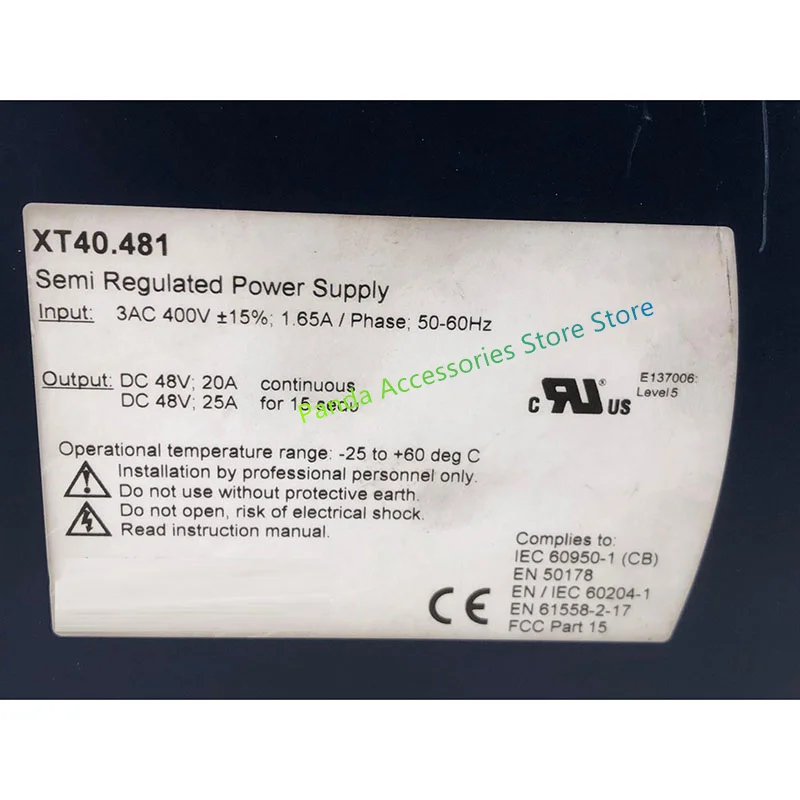 XT40.481
Semi Regulated Power Supply
Input: 3AC 400V ±15%; 1.65A / Phase; 50-60Hz
Output: DC 48V; 20A continuous
DC 48V; 25A for 15
Panda Accessories Store Store
E137006:
Level 5
C RU ® US
Operational temperature range: -25 to +60 deg C
Installation by professional personnel only.
Do not use without protective earth.
Do not open, risk of electrical shock.
Read instruction manual.
Complies to:
IEC 60950-1 (CB)
EN 50178
EN / IEC 60204-1
EN 61558-2-17
FCC Part 15
CE